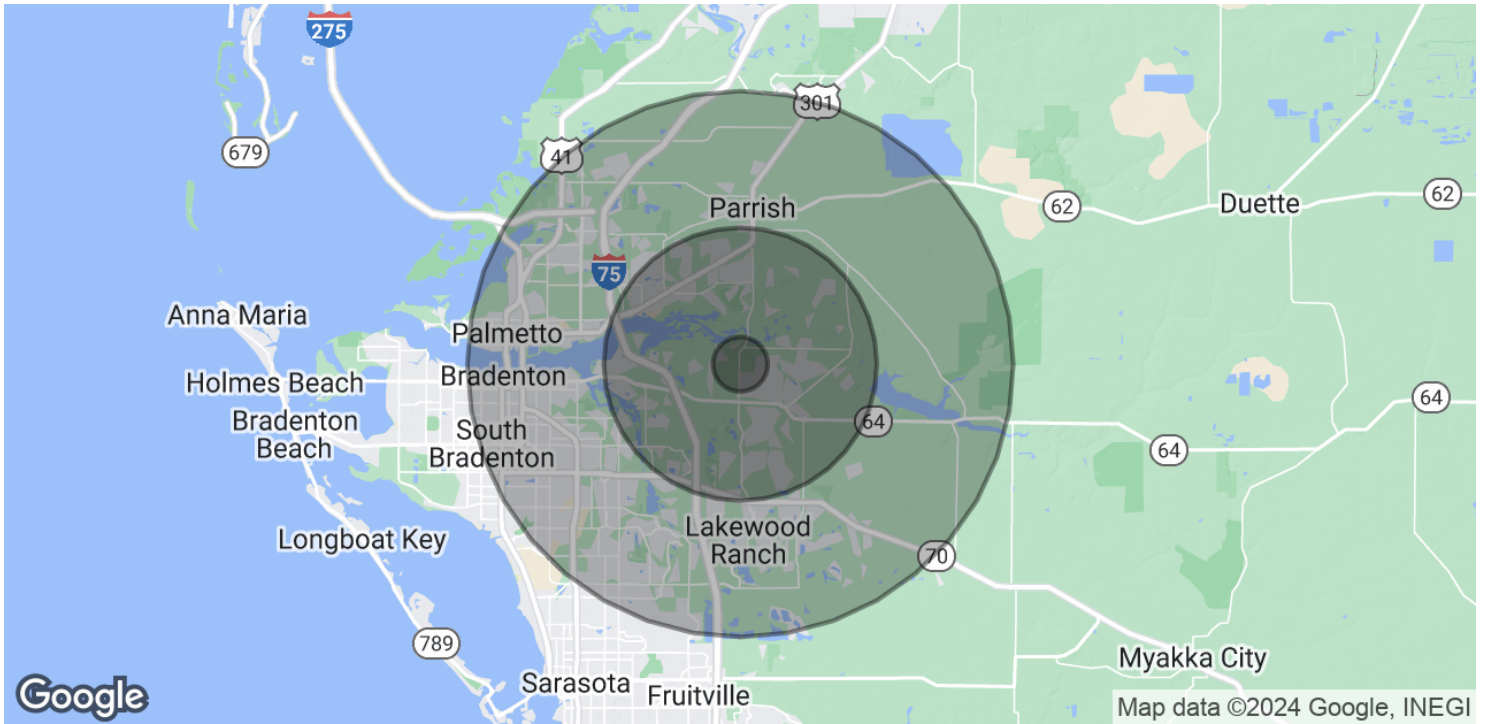 275
301
679
41
62
62
Duette
Parrish
75
Anna Maria
Palmetto
Holmes Beach
Bradenton
64
Bradenton
Beach
64
South
Bradenton
64
Longboat Key
Lakewood
Ranch
70
789
Myakka City
Sarasota
Fruitville
Google
Map data ©2024 Google, INEGI